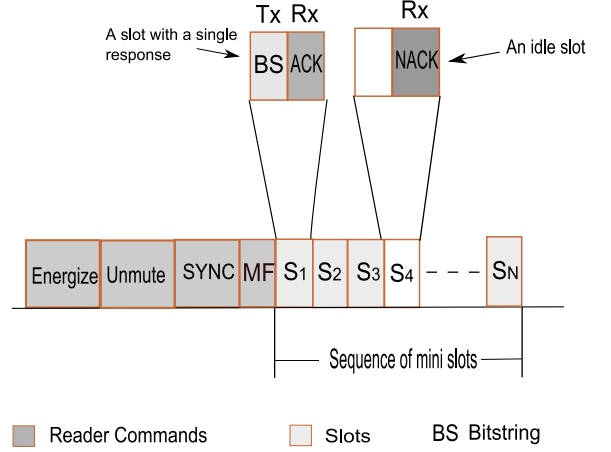 Tx Rx
A slot with a single
response
BS ACK
Rx
NACK
An idle slot
Energize Unmute SYNC MF S1 S2 S3 S4 SN
Sequence of mini slots
Reader Commands Slots BS Bitstring